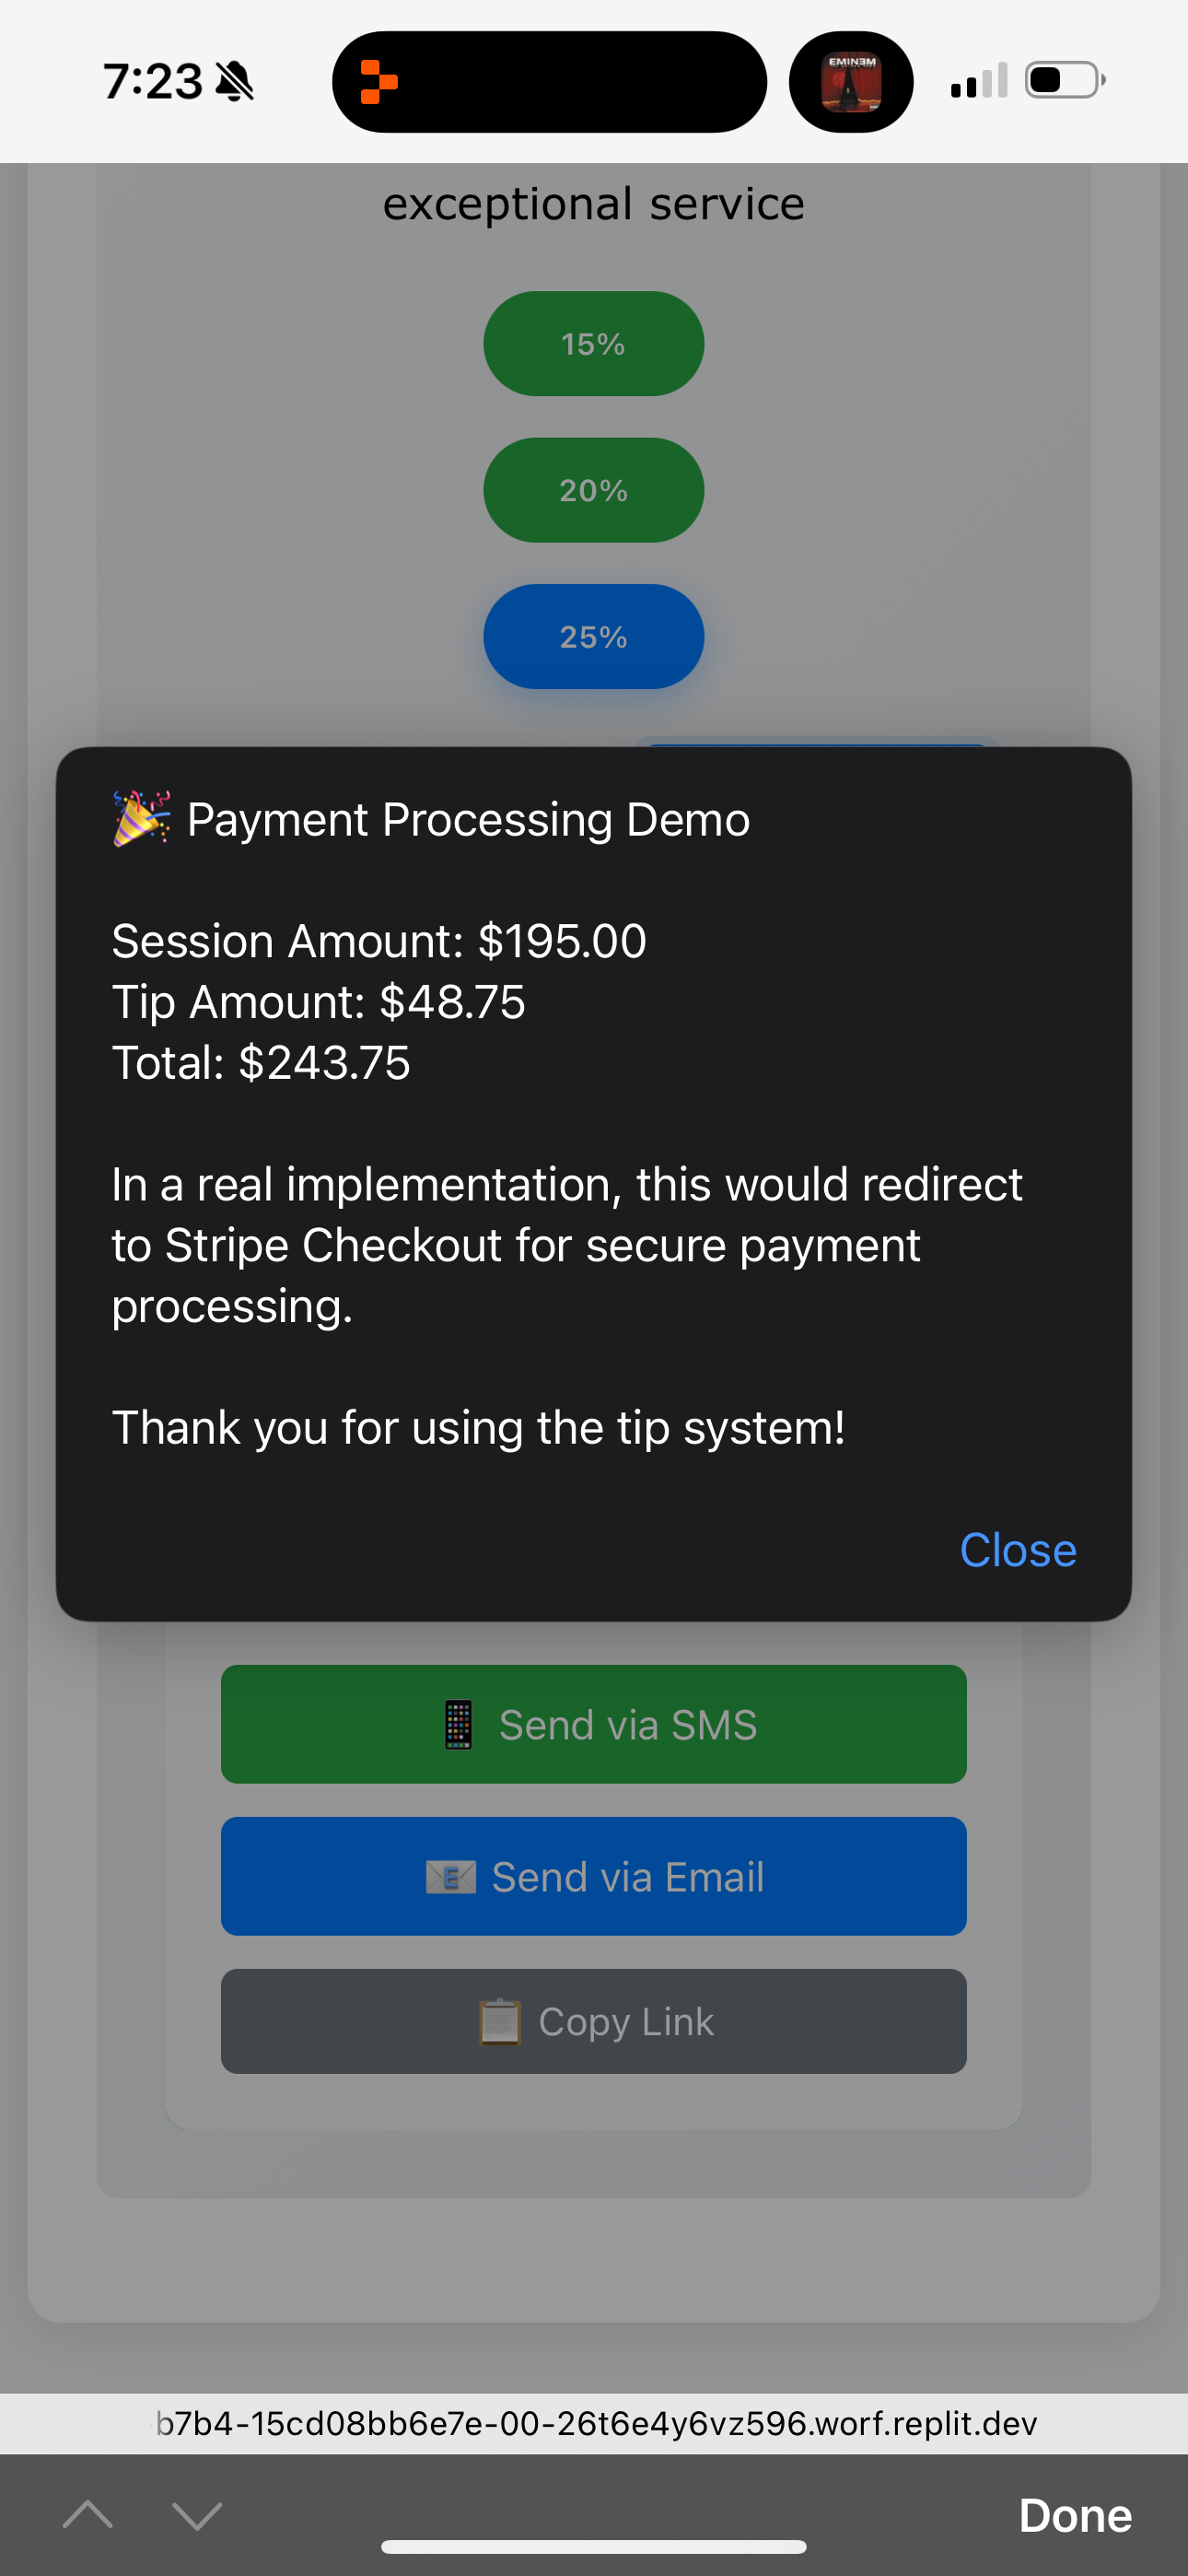 7:23
EMINEM
exceptional service
15%
20%
25%
🎉 Payment Processing Demo
Session Amount: $195.00
Tip Amount: $48.75
Total: $243.75
In a real implementation, this would redirect
to Stripe Checkout for secure payment
processing.
Thank you for using the tip system!
Close
📱 Send via SMS
📧 Send via Email
📋 Copy Link
b7b4-15cd08bb6e7e-00-26t6e4y6vz596.worf.replit.dev
Done